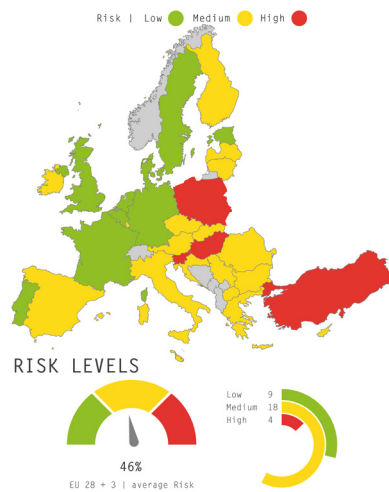 Risk | Low Medium High
RISK LEVELS
46%
EU 28 + 3 | average Risk
Low 9
Medium 18
High 4